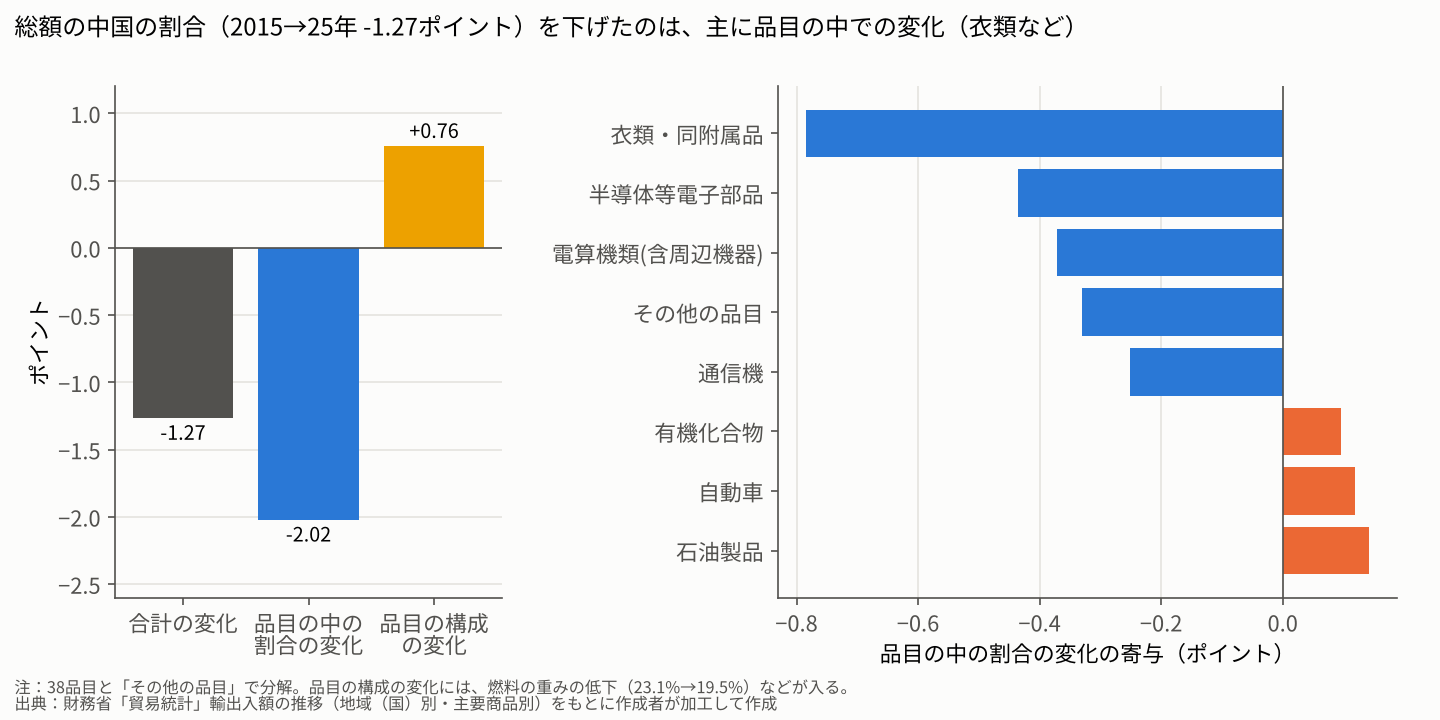 総額の中国の割合（2015→25年 -1.27ポイント）を下げたのは、主に品目の中での変化（衣類など）
ポイント
1.0
0.5
0.0
−0.5
−1.0
−1.5
−2.0
−2.5
-1.27
-2.02
+0.76
合計の変化
品目の中の
割合の変化
品目の構成
の変化
衣類・同附属品
半導体等電子部品
電算機類(含周辺機器)
その他の品目
通信機
有機化合物
自動車
石油製品
−0.8
−0.6
−0.4
−0.2
0.0
品目の中の割合の変化の寄与（ポイント）
注：38品目と「その他の品目」で分解。品目の構成の変化には、燃料の重みの低下（23.1%→19.5%）などが入る。
出典：財務省「貿易統計」輸出入額の推移（地域（国）別・主要商品別）をもとに作成者が加工して作成